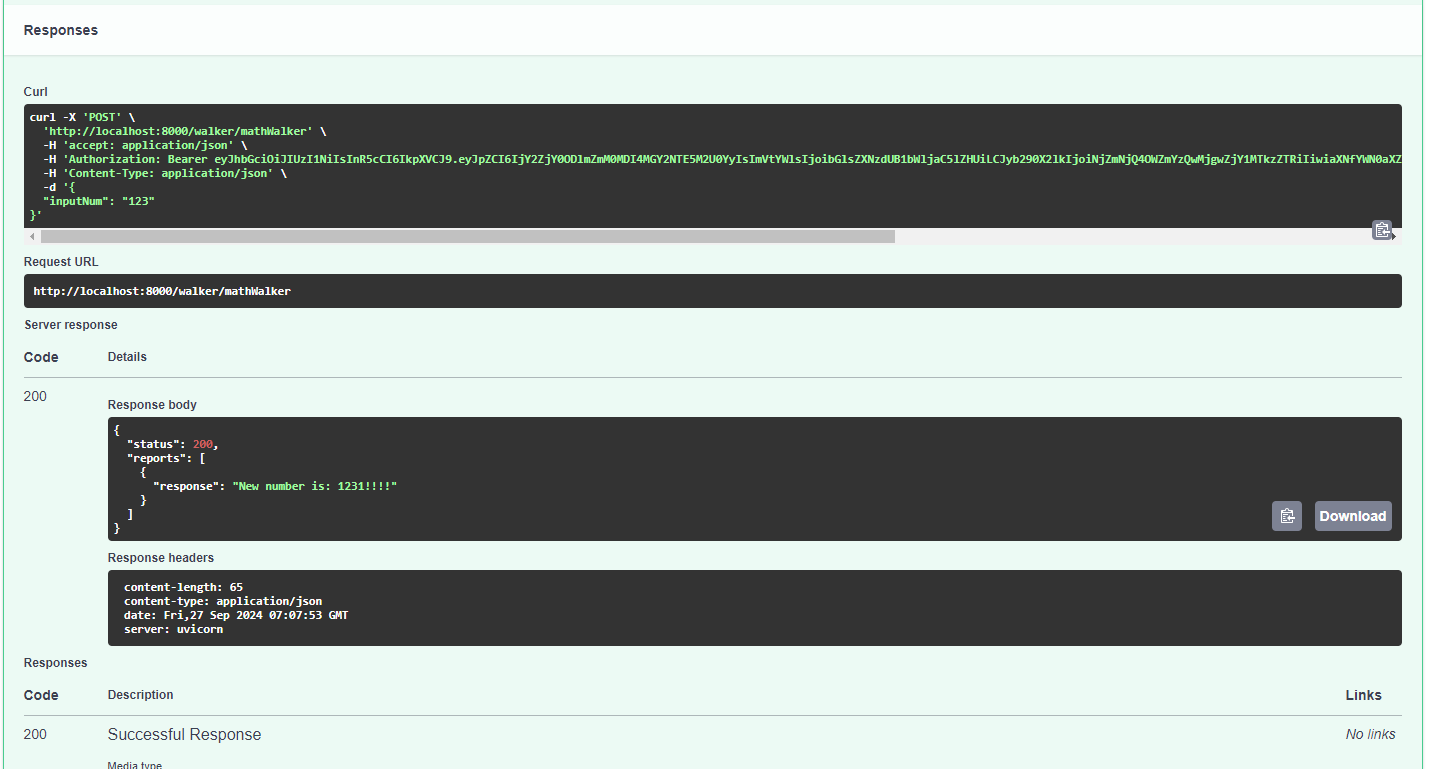 Responses
Curl
curl -X 'POST' \
'http://localhost:8000/walker/mathWalker' \
-H 'accept: application/json' \
-H 'Authorization: Bearer
-H 'Content-Type: application/json' \
-d '{
"inputNum": "123"
}'
Request URL
http://localhost:8000/walker/mathWalker
Server response
Code Details
200
Response body
{
"status": 200,
"reports": [
{
"response": "New number is: 1231!!!!"
}
]
}
Download
Response headers
content-length: 65
content-type: application/json
date: Fri,27 Sep 2024 07:07:53 GMT
server: uvicorn
Responses
Code Description Links
200 Successful Response No links
Media type